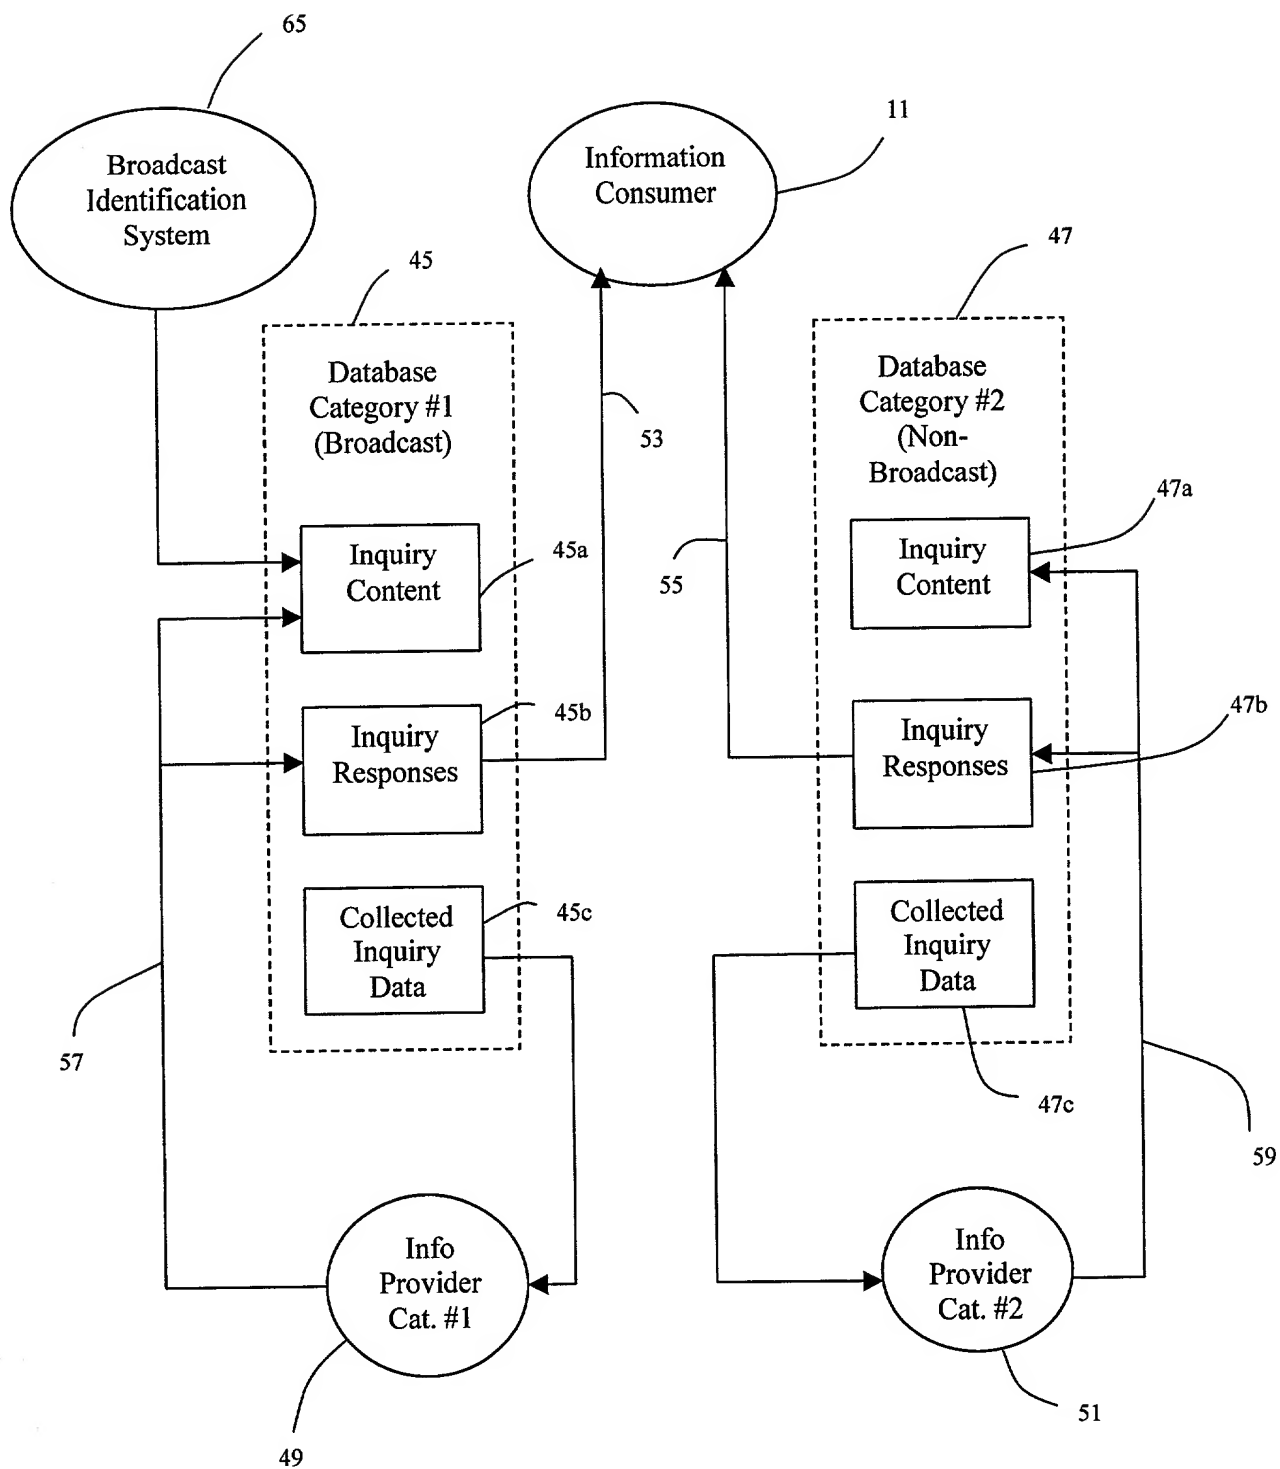 65
Broadcast
Identification
System
Information
Consumer
11
45
47
Database
Category #1
(Broadcast)
53
Database
Category #2
(Non-
Broadcast)
47a
Inquiry
Content
45a
55
Inquiry
Content
Inquiry
Responses
45b
Inquiry
Responses
47b
Collected
Inquiry
Data
45c
Collected
Inquiry
Data
57
47c
59
Info
Provider
Cat. #1
Info
Provider
Cat. #2
49
51